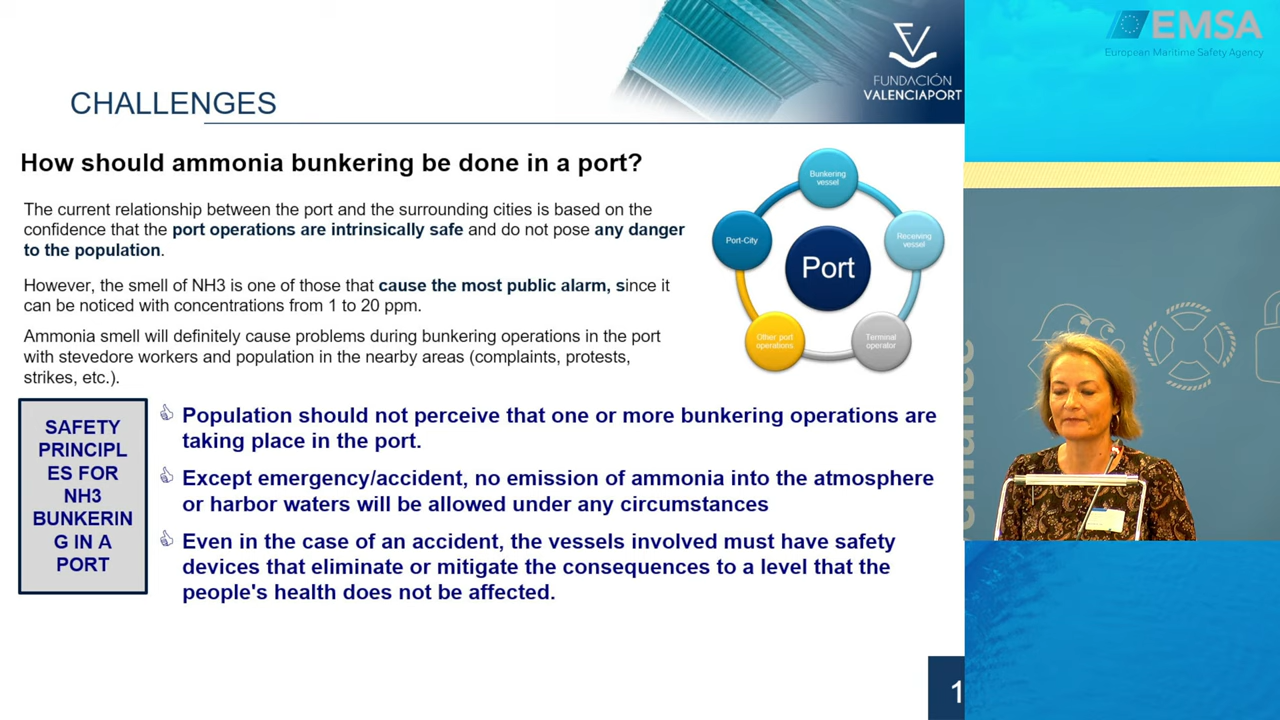 EMSA
European Maritime Safety Agency
FUNDACIÓN
VALENCIAPORT
CHALLENGES
How should ammonia bunkering be done in a port?
The current relationship between the port and the surrounding cities is based on the
confidence that the port operations are intrinsically safe and do not pose any danger
to the population.
However, the smell of NH3 is one of those that cause the most public alarm, since it
can be noticed with concentrations from 1 to 20 ppm.
Ammonia smell will definitely cause problems during bunkering operations in the port
with stevedore workers and population in the nearby areas (complaints, protests,
strikes, etc.).
Bunkering
vessel
Port-City
Receiving
vessel
Port
Other port
operations
Terminal
operator
SAFETY
PRINCIPL
ES FOR
NH3
BUNKERIN
G IN A
PORT
Population should not perceive that one or more bunkering operations are
taking place in the port.
Except emergency/accident, no emission of ammonia into the atmosphere
or harbor waters will be allowed under any circumstances
Even in the case of an accident, the vessels involved must have safety
devices that eliminate or mitigate the consequences to a level that the
people's health does not be affected.
1